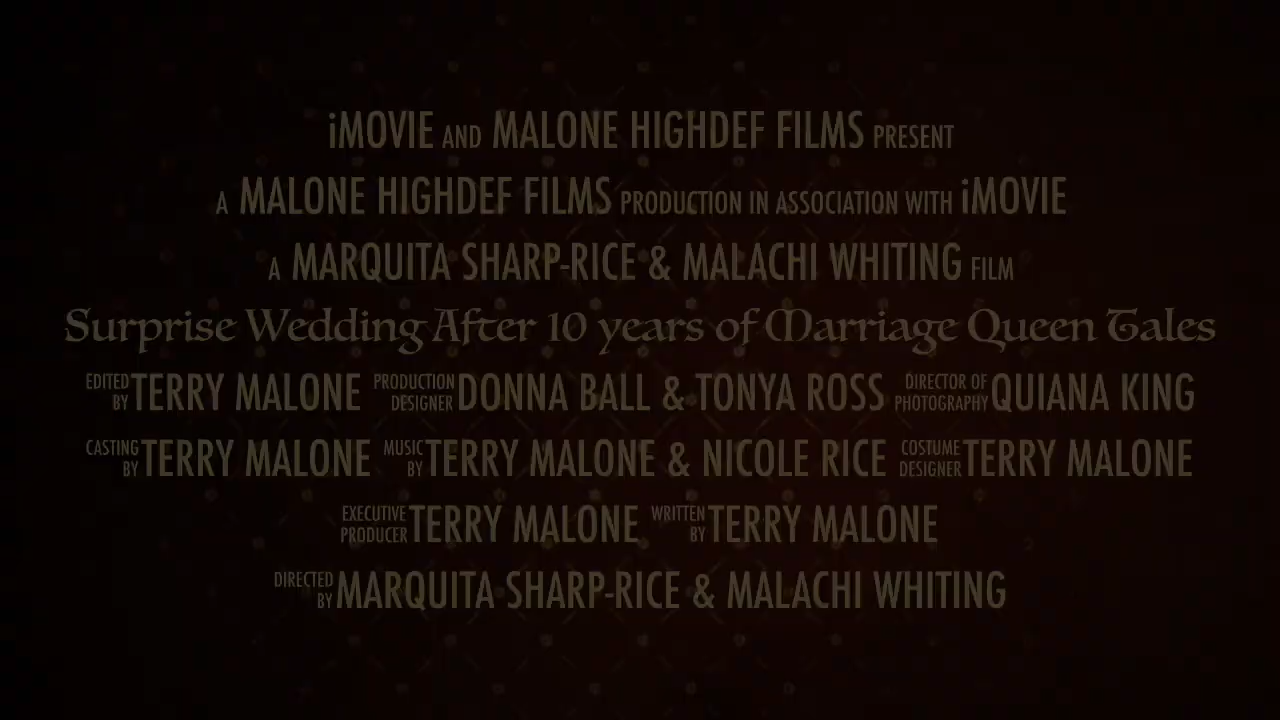 iMOVIE AND MALONE HIGHDEF FILMS PRESENT
A MALONE HIGHDEF FILMS PRODUCTION IN ASSOCIATION WITH iMOVIE
A MARQUITA SHARP-RICE & MALACHI WHITING FILM
Surprise Wedding After 10 years of Marriage Queen Tales
EDITED BY TERRY MALONE PRODUCTION DESIGNER DONNA BALL & TONYA ROSS DIRECTOR OF PHOTOGRAPHY QUIANA KING
CASTING BY TERRY MALONE MUSIC BY TERRY MALONE & NICOLE RICE COSTUME DESIGNER TERRY MALONE
EXECUTIVE PRODUCER TERRY MALONE WRITTEN BY TERRY MALONE
DIRECTED BY MARQUITA SHARP-RICE & MALACHI WHITING